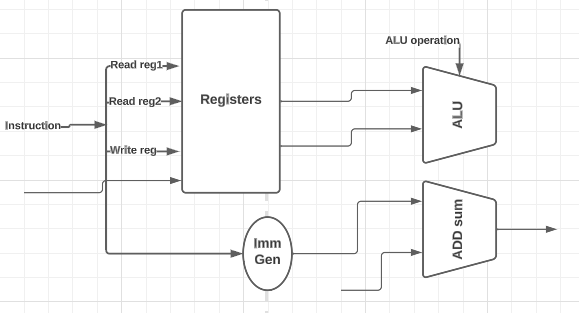 ALU operation
Read reg1
Registers
Read reg2
ALU
Instruction
Write reg
Imm
Gen
ADD sum